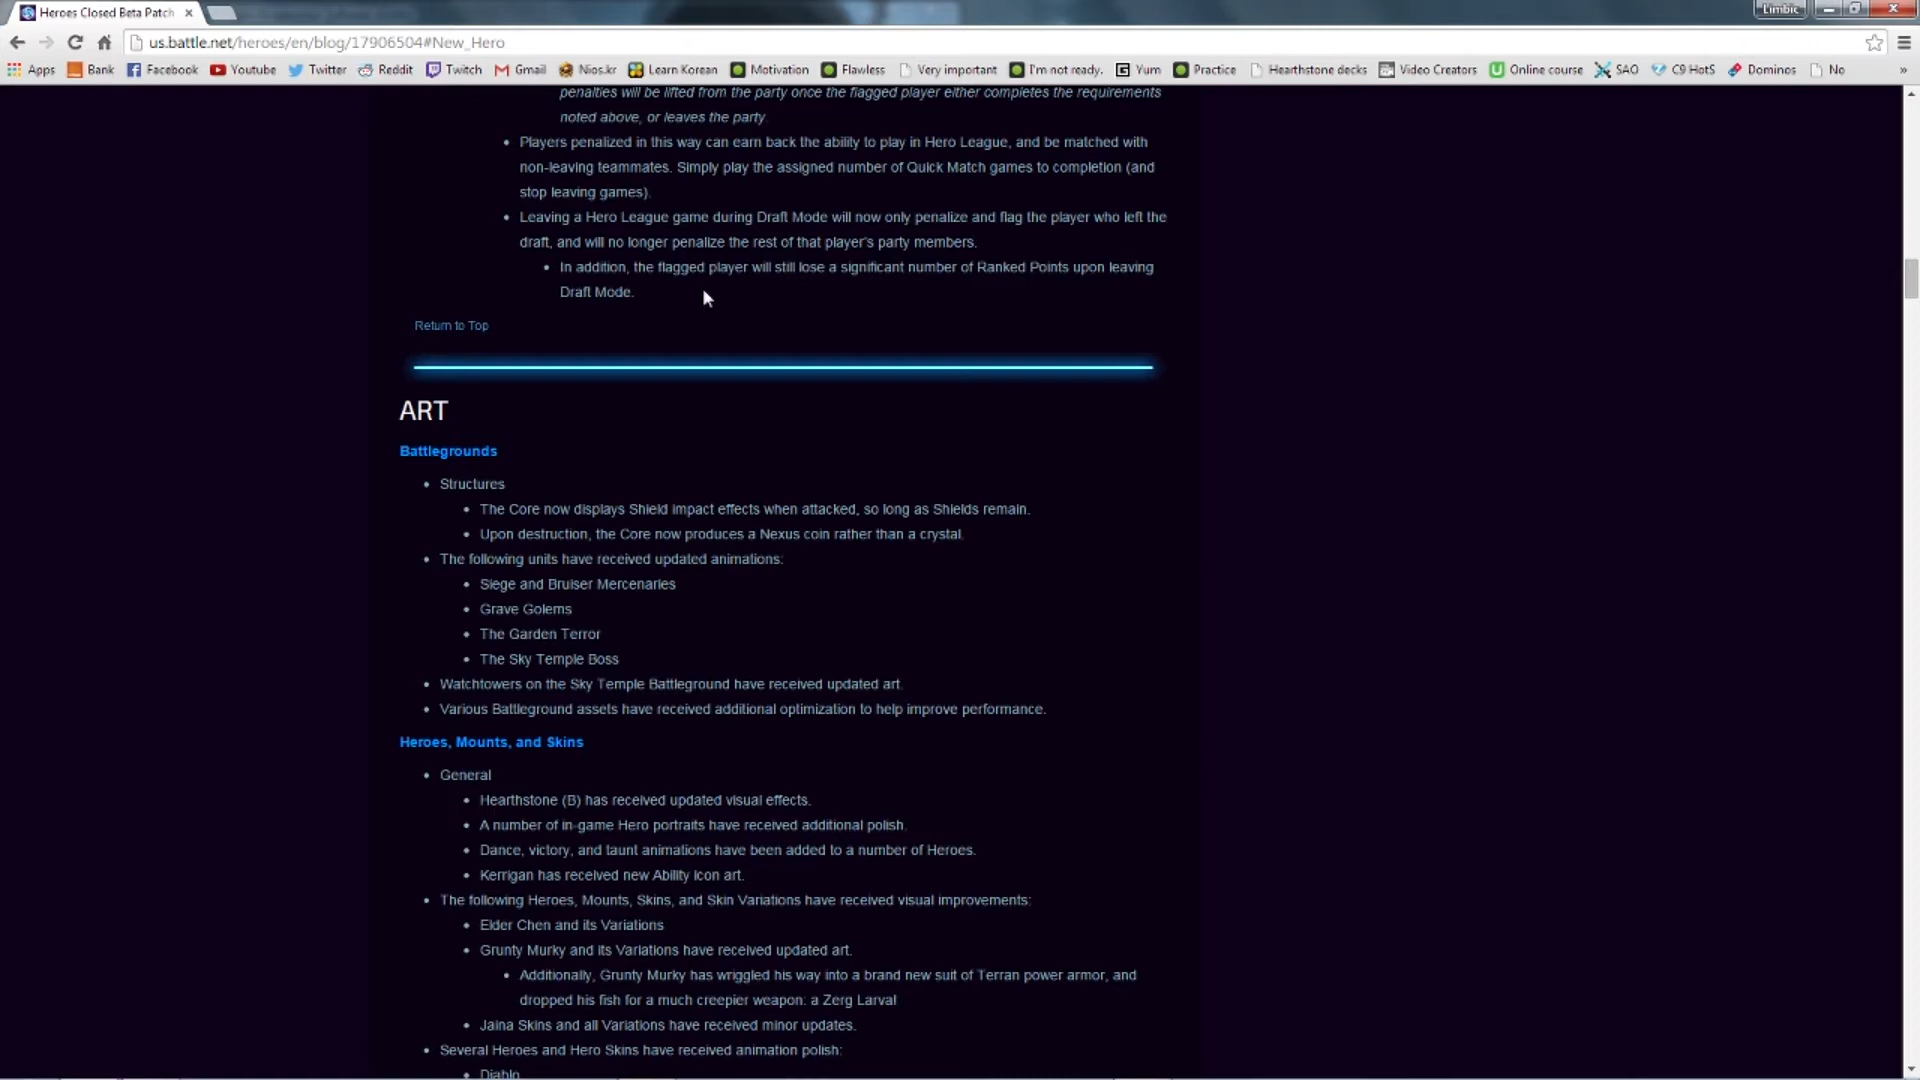 Heroes Closed Beta Patch
Limbic
us.battle.net/heroes/en/blog/17906504#New_Hero
Apps Bank Facebook Youtube Twitter Reddit Twitch Gmail Nios.kr Learn Korean Motivation Flawless Very important I'm not ready. Yum Practice Hearthstone decks Video Creators Online course SAO C9 HotS Dominos No »
penalties will be lifted from the party once the flagged player either completes the requirements
noted above, or leaves the party.
Players penalized in this way can earn back the ability to play in Hero League, and be matched with
non-leaving teammates. Simply play the assigned number of Quick Match games to completion (and
stop leaving games).
Leaving a Hero League game during Draft Mode will now only penalize and flag the player who left the
draft, and will no longer penalize the rest of that player's party members.
In addition, the flagged player will still lose a significant number of Ranked Points upon leaving
Draft Mode.
Return to Top
ART
Battlegrounds
Structures
The Core now displays Shield impact effects when attacked, so long as Shields remain.
Upon destruction, the Core now produces a Nexus coin rather than a crystal.
The following units have received updated animations:
Siege and Bruiser Mercenaries
Grave Golems
The Garden Terror
The Sky Temple Boss
Watchtowers on the Sky Temple Battleground have received updated art.
Various Battleground assets have received additional optimization to help improve performance.
Heroes, Mounts, and Skins
General
Hearthstone (B) has received updated visual effects.
A number of in-game Hero portraits have received additional polish.
Dance, victory, and taunt animations have been added to a number of Heroes.
Kerrigan has received new Ability icon art.
The following Heroes, Mounts, Skins, and Skin Variations have received visual improvements:
Elder Chen and its Variations
Grunty Murky and its Variations have received updated art.
Additionally, Grunty Murky has wriggled his way into a brand new suit of Terran power armor, and
dropped his fish for a much creepier weapon: a Zerg Larval
Jaina Skins and all Variations have received minor updates.
Several Heroes and Hero Skins have received animation polish:
Diablo